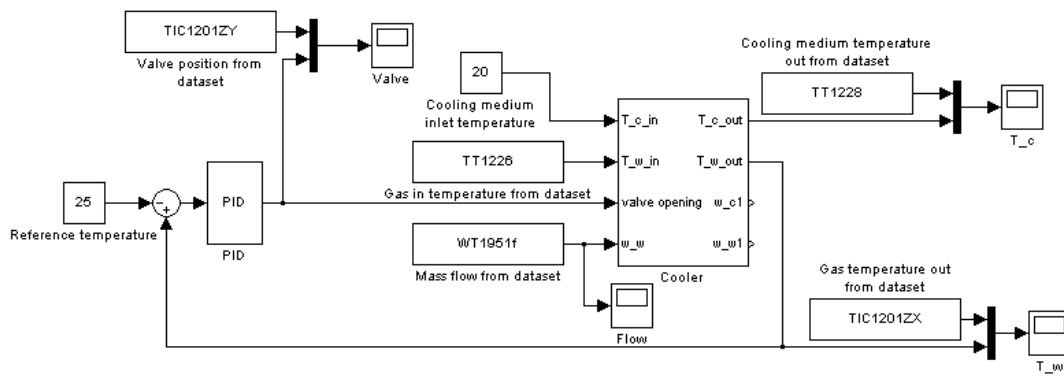 TIC1201ZY
Valve position from
dataset
Valve
20
Cooling medium
inlet temperature
Cooling medium temperature
out from dataset
TT1228
T_c
T_c_in
T_c_out
TT1226
T_w_in
T_w_out
Gas in temperature from dataset
25
-
+
PID
valve opening
w_c1
Reference temperature
PID
WT1951f
w_w
w_w1
Mass flow from dataset
Cooler
Flow
Gas temperature out
from dataset
TIC1201ZX
T_w